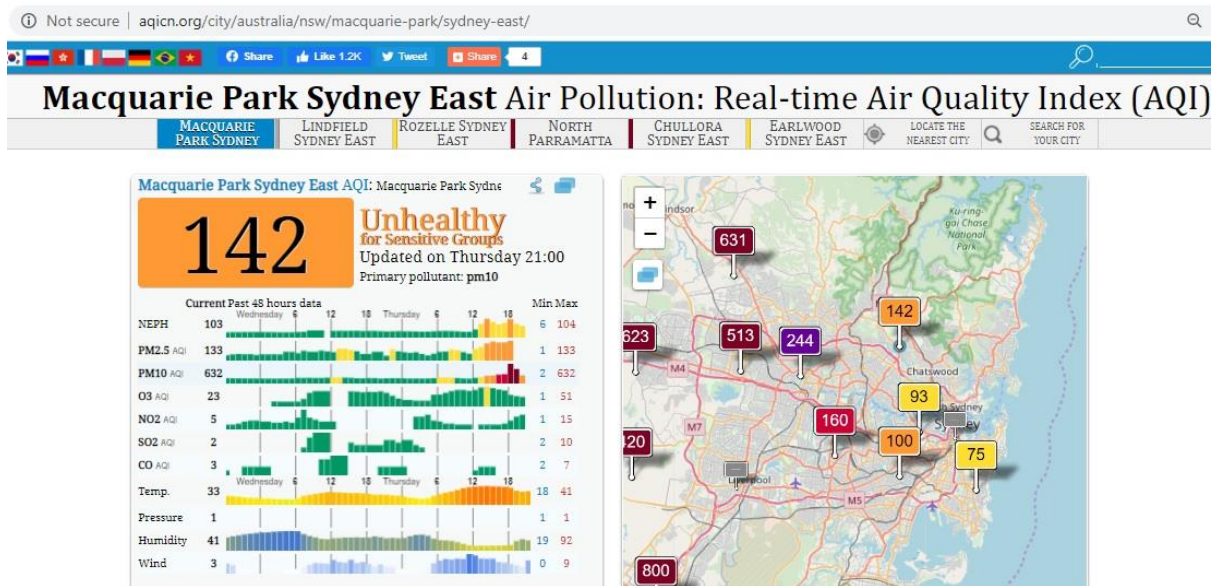 Not secure | aqicn.org/city/australia/nsw/macquarie-park/sydney-east/
Share Like 1.2K Tweet Share 4
Macquarie Park Sydney East Air Pollution: Real-time Air Quality Index (AQI)
MACQUARIE PARK SYDNEY
LINDFIELD SYDNEY EAST
ROZELLE SYDNEY EAST
NORTH PARRAMATTA
CHULLORA SYDNEY EAST
EARLWOOD SYDNEY EAST
LOCATE THE NEAREST CITY
SEARCH FOR YOUR CITY
Macquarie Park Sydney East AQI: Macquarie Park Sydne
142
Unhealthy
for Sensitive Groups
Updated on Thursday 21:00
Primary pollutant: pm10
Current Past 48 hours data Min Max
Wednesday 6 12 18 Thursday 6 12 18
NEPH 103 6 104
PM2.5 AQI 133 1 133
PM10 AQI 632 2 632
O3 AQI 23 1 51
NO2 AQI 5 1 15
SO2 AQI 2 2 10
CO AQI 3 2 7
Wednesday 6 12 18 Thursday 6 12 18
Temp. 33 18 41
Pressure 1 1 1
Humidity 41 19 92
Wind 3 0 9
+
−
indsor
Ku-ring-
gai Chase
National
Park
631
142
623
513
244
M4
Chatswood
93
Sydney
160
M7
100
75
Liverpool
M5
800